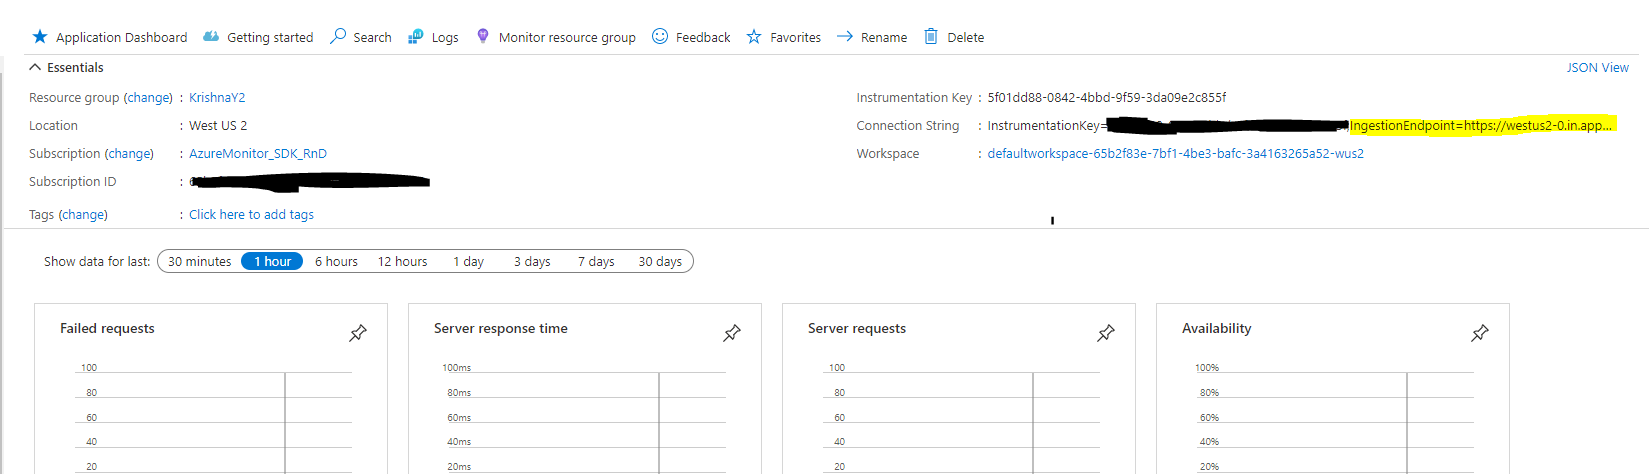 Application Dashboard Getting started Search Logs Monitor resource group Feedback Favorites Rename Delete
Essentials JSON View
Resource group (change) : KrishnaY2 Instrumentation Key : 5f01dd88-0842-4bbd-9f59-3da09e2c855f
Location : West US 2 Connection String : InstrumentationKey= IngestionEndpoint=https://westus2-0.in.app...
Subscription (change) : AzureMonitor_SDK_RnD Workspace : defaultworkspace-65b2f83e-7bf1-4be3-bafc-3a4163265a52-wus2
Subscription ID :
Tags (change) : Click here to add tags
Show data for last: 30 minutes 1 hour 6 hours 12 hours 1 day 3 days 7 days 30 days
Failed requests Server response time Server requests Availability
100 100ms 100 100%
80 80ms 80 80%
60 60ms 60 60%
40 40ms 40 40%
20 20ms 20 20%